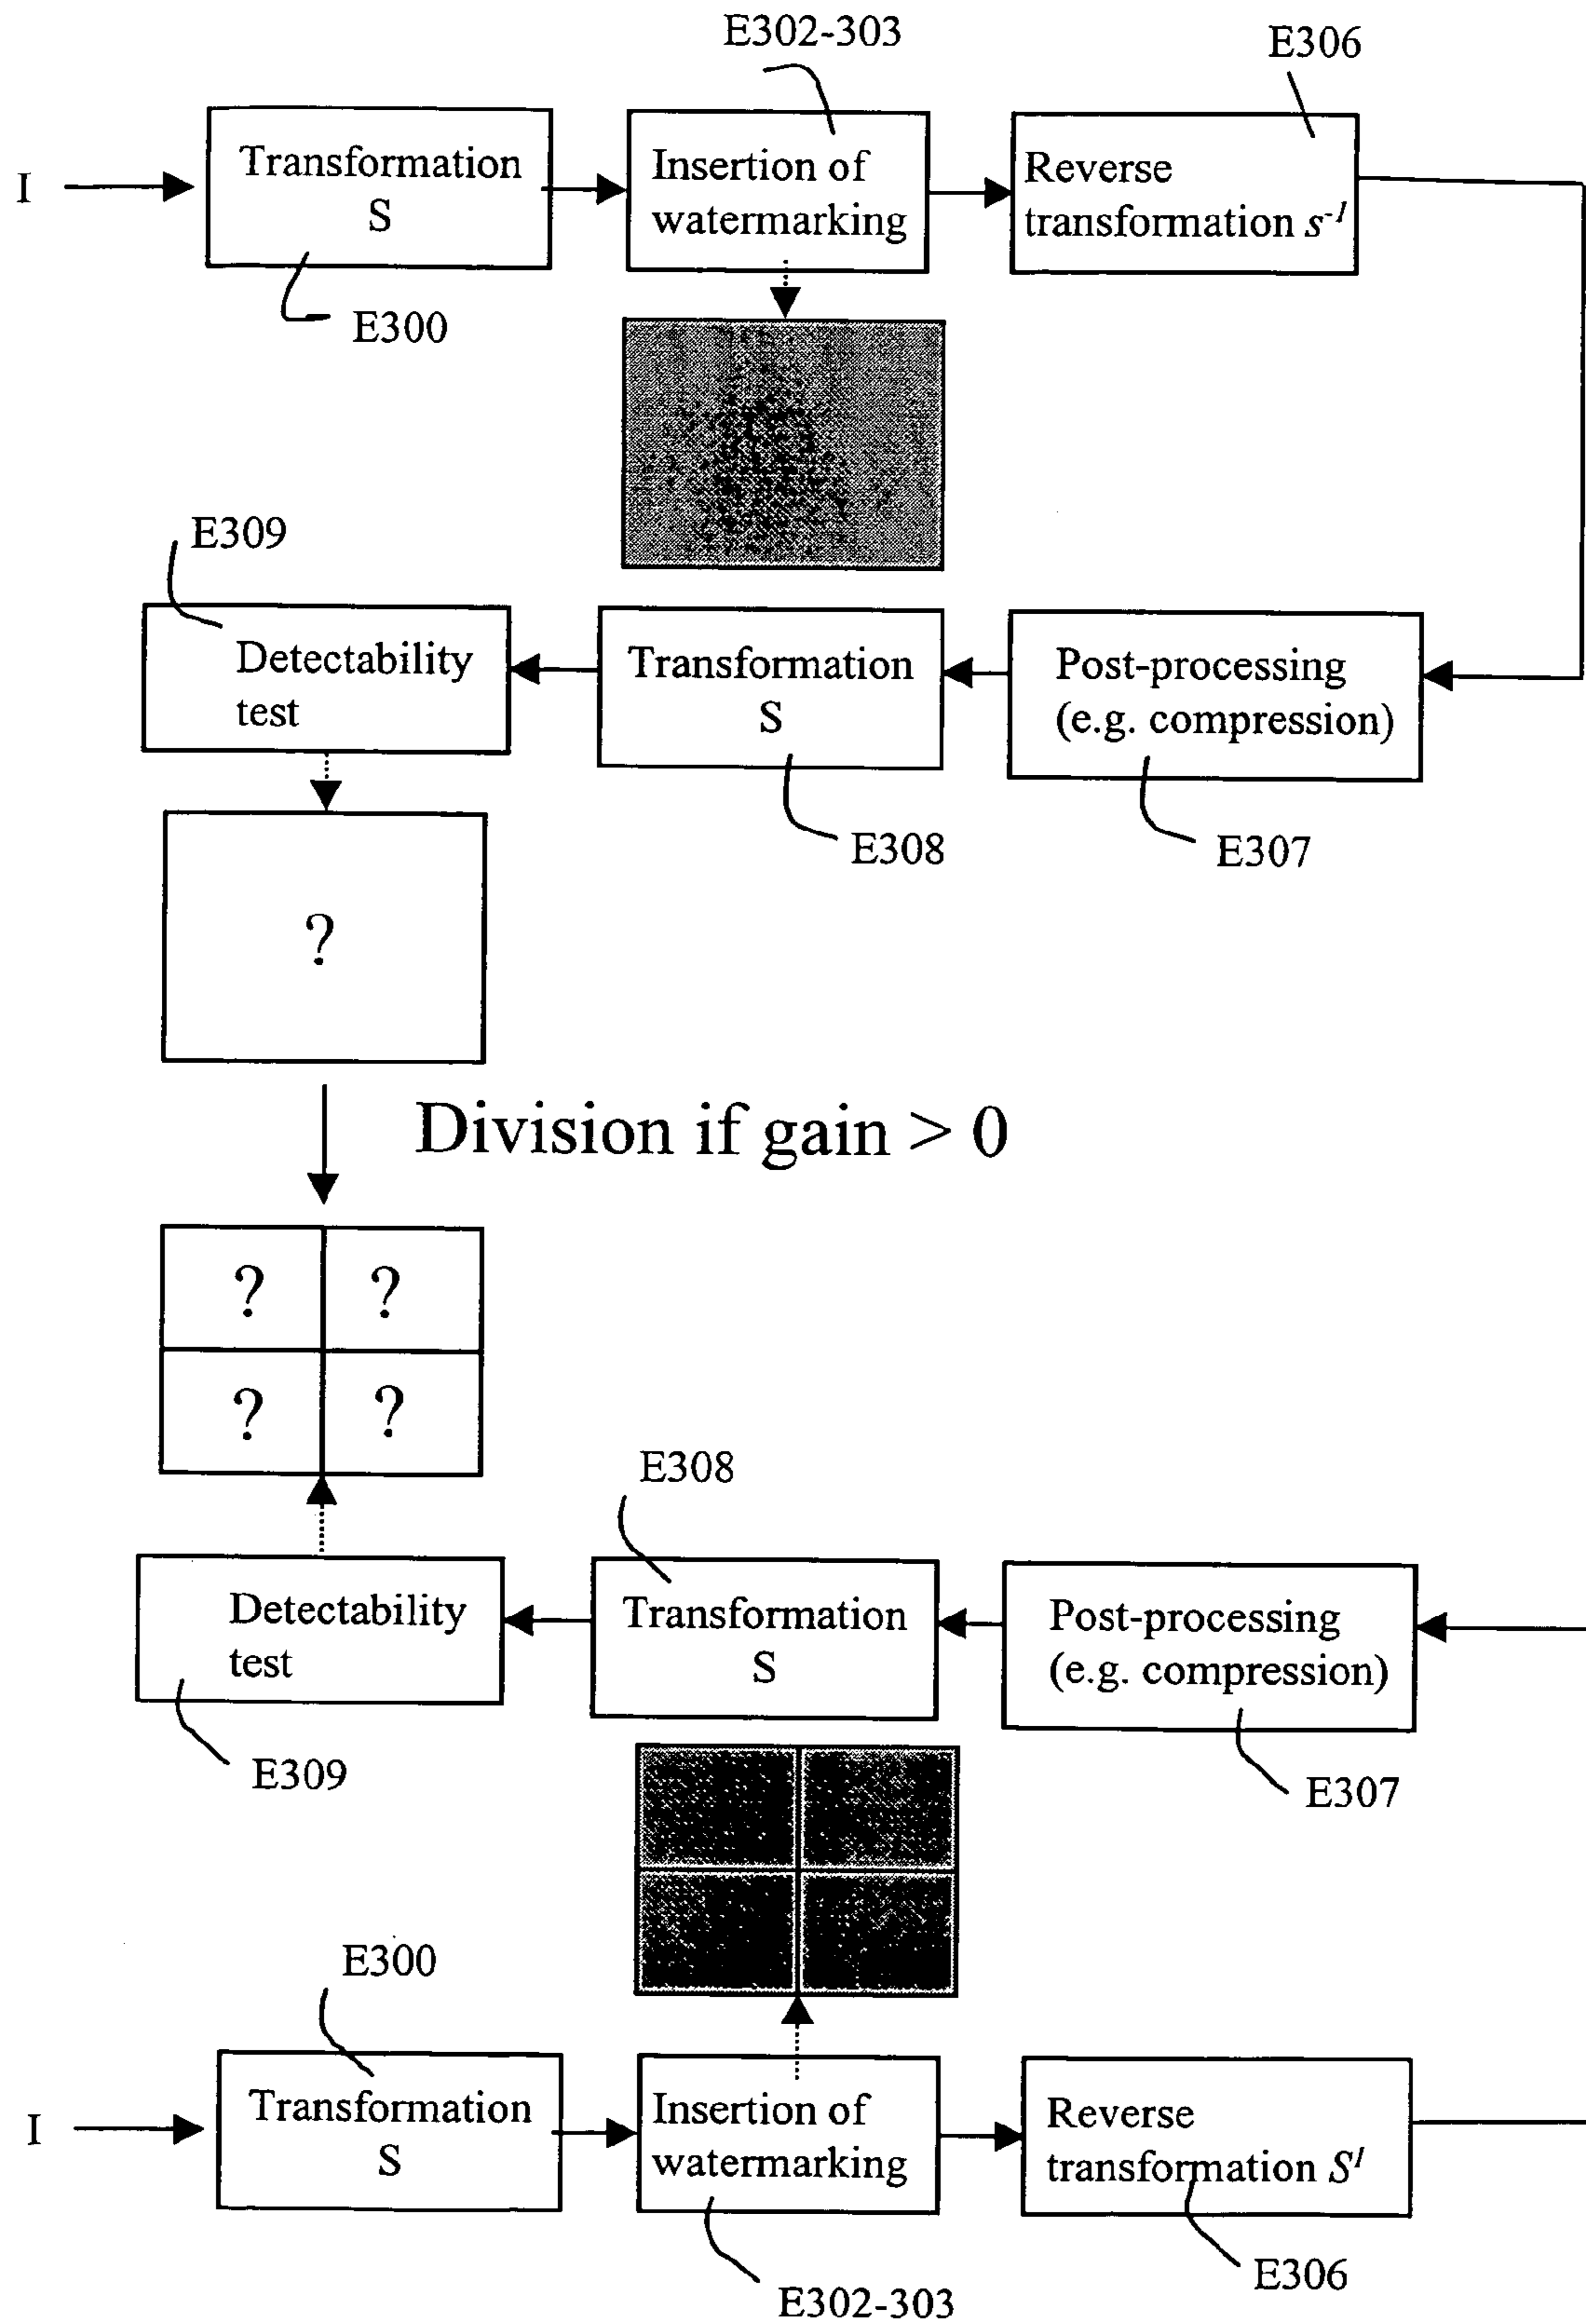 E302-303
E306
I
Transformation
S
Insertion of
watermarking
Reverse
transformation s⁻¹
E300
E309
Detectability
test
Transformation
S
Post-processing
(e.g. compression)
E308
E307
?
Division if gain > 0
? ?
? ?
E308
Detectability
test
Transformation
S
Post-processing
(e.g. compression)
E309
E307
E300
I
Transformation
S
Insertion of
watermarking
Reverse
transformation Sᴵ
E306
E302-303